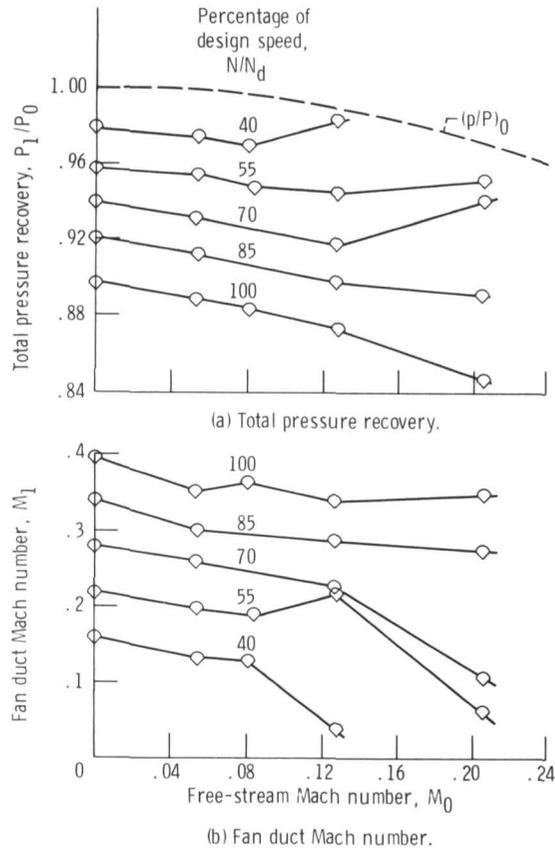 Percentage of
design speed,
N/Nd
1.00
.96
.92
.88
.84
Total pressure recovery, P1/P0
40
55
70
85
100
(p/P)0
(a) Total pressure recovery.
.4
.3
.2
.1
0
Fan duct Mach number, M1
100
85
70
55
40
.04
.08
.12
.16
.20
.24
Free-stream Mach number, M0
(b) Fan duct Mach number.